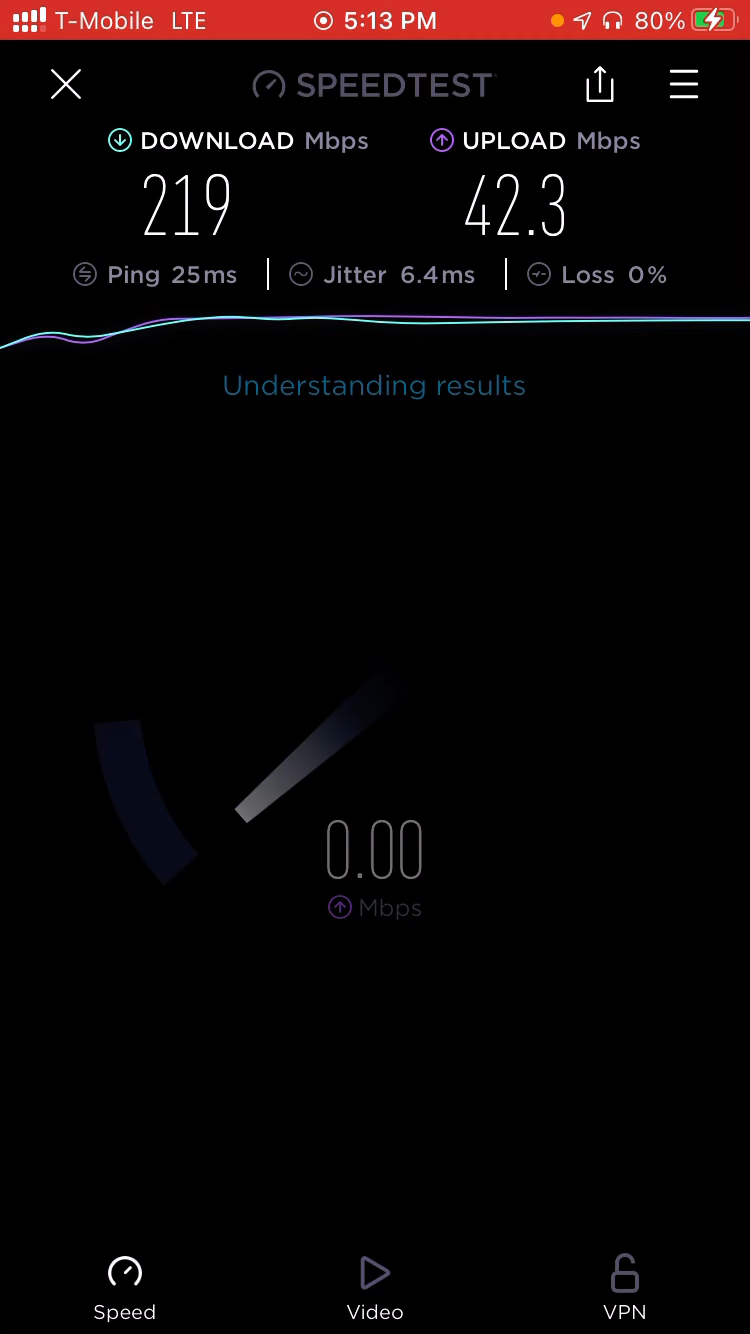 T-Mobile LTE 5:13 PM 80%
SPEEDTEST
DOWNLOAD Mbps UPLOAD Mbps
219 42.3
Ping 25ms Jitter 6.4ms Loss 0%
Understanding results
0.00
Mbps
Speed Video VPN